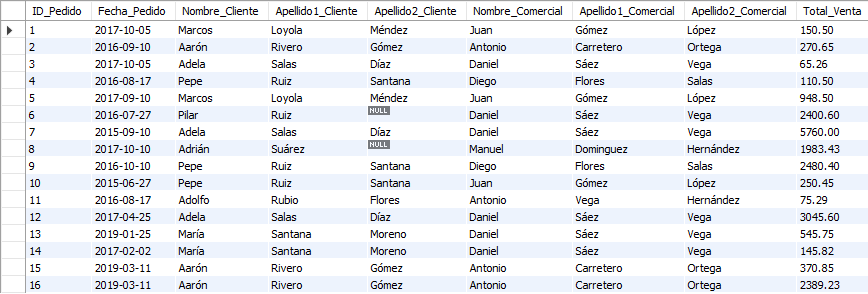 ID_Pedido Fecha_Pedido Nombre_Cliente Apellido1_Cliente Apellido2_Cliente Nombre_Comercial Apellido1_Comercial Apellido2_Comercial Total_Venta
1 2017-10-05 Marcos Loyola Méndez Juan Gómez López 150.50
2 2016-09-10 Aarón Rivero Gómez Antonio Carretero Ortega 270.65
3 2017-10-05 Adela Salas Díaz Daniel Sáez Vega 65.26
4 2016-08-17 Pepe Ruiz Santana Diego Flores Salas 110.50
5 2017-09-10 Marcos Loyola Méndez Juan Gómez López 948.50
6 2016-07-27 Pilar Ruiz NULL Daniel Sáez Vega 2400.60
7 2015-09-10 Adela Salas Díaz Daniel Sáez Vega 5760.00
8 2017-10-10 Adrián Suárez NULL Manuel Dominguez Hernández 1983.43
9 2016-10-10 Pepe Ruiz Santana Diego Flores Salas 2480.40
10 2015-06-27 Pepe Ruiz Santana Juan Gómez López 250.45
11 2016-08-17 Adolfo Rubio Flores Antonio Vega Hernández 75.29
12 2017-04-25 Adela Salas Díaz Daniel Sáez Vega 3045.60
13 2019-01-25 María Santana Moreno Daniel Sáez Vega 545.75
14 2017-02-02 María Santana Moreno Daniel Sáez Vega 145.82
15 2019-03-11 Aarón Rivero Gómez Antonio Carretero Ortega 370.85
16 2019-03-11 Aarón Rivero Gómez Antonio Carretero Ortega 2389.23